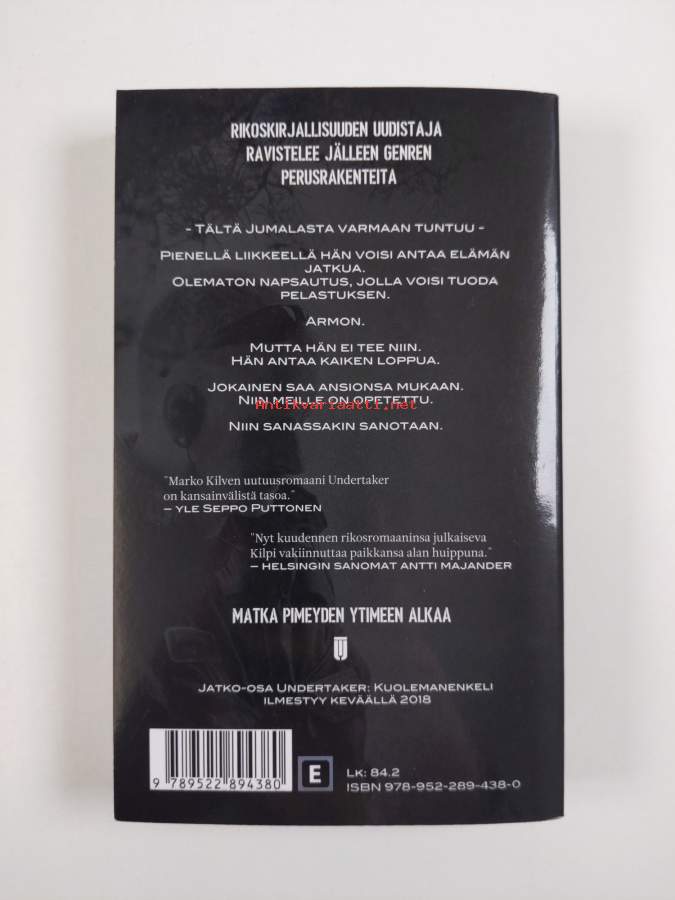 RIKOSKIRJALLISUUDEN UUDISTAJA
RAVISTELEE JÄLLEEN GENREN
PERUSRAKENTEITA
- TÄLTÄ JUMALASTA VARMAAN TUNTUU -
PIENELLÄ LIIKKEELLÄ HÄN VOISI ANTAA ELÄMÄN
JATKUA.
OLEMATON NAPSAUTUS, JOLLA VOISI TUODA
PELASTUKSEN.
ARMON.
MUTTA HÄN EI TEE NIIN.
HÄN ANTAA KAIKEN LOPPUA.
JOKAINEN SAA ANSIONSA MUKAAN.
NIIN MEILLE ON OPETETTU.
Antikvariaatti.net
NIIN SANASSAKIN SANOTAAN.
"Marko Kilven uutuusromaani Undertaker
on kansainvälistä tasoa."
– YLE SEPPO PUTTONEN
"Nyt kuudennen rikosromaaninsa julkaiseva
Kilpi vakiinnuttaa paikkansa alan huippuna."
– HELSINGIN SANOMAT ANTTI MAJANDER
MATKA PIMEYDEN YTIMEEN ALKAA
JATKO-OSA UNDERTAKER: KUOLEMANENKELI
ILMESTYY KEVÄÄLLÄ 2018
9 789522 894380
E
LK: 84.2
ISBN 978-952-289-438-0